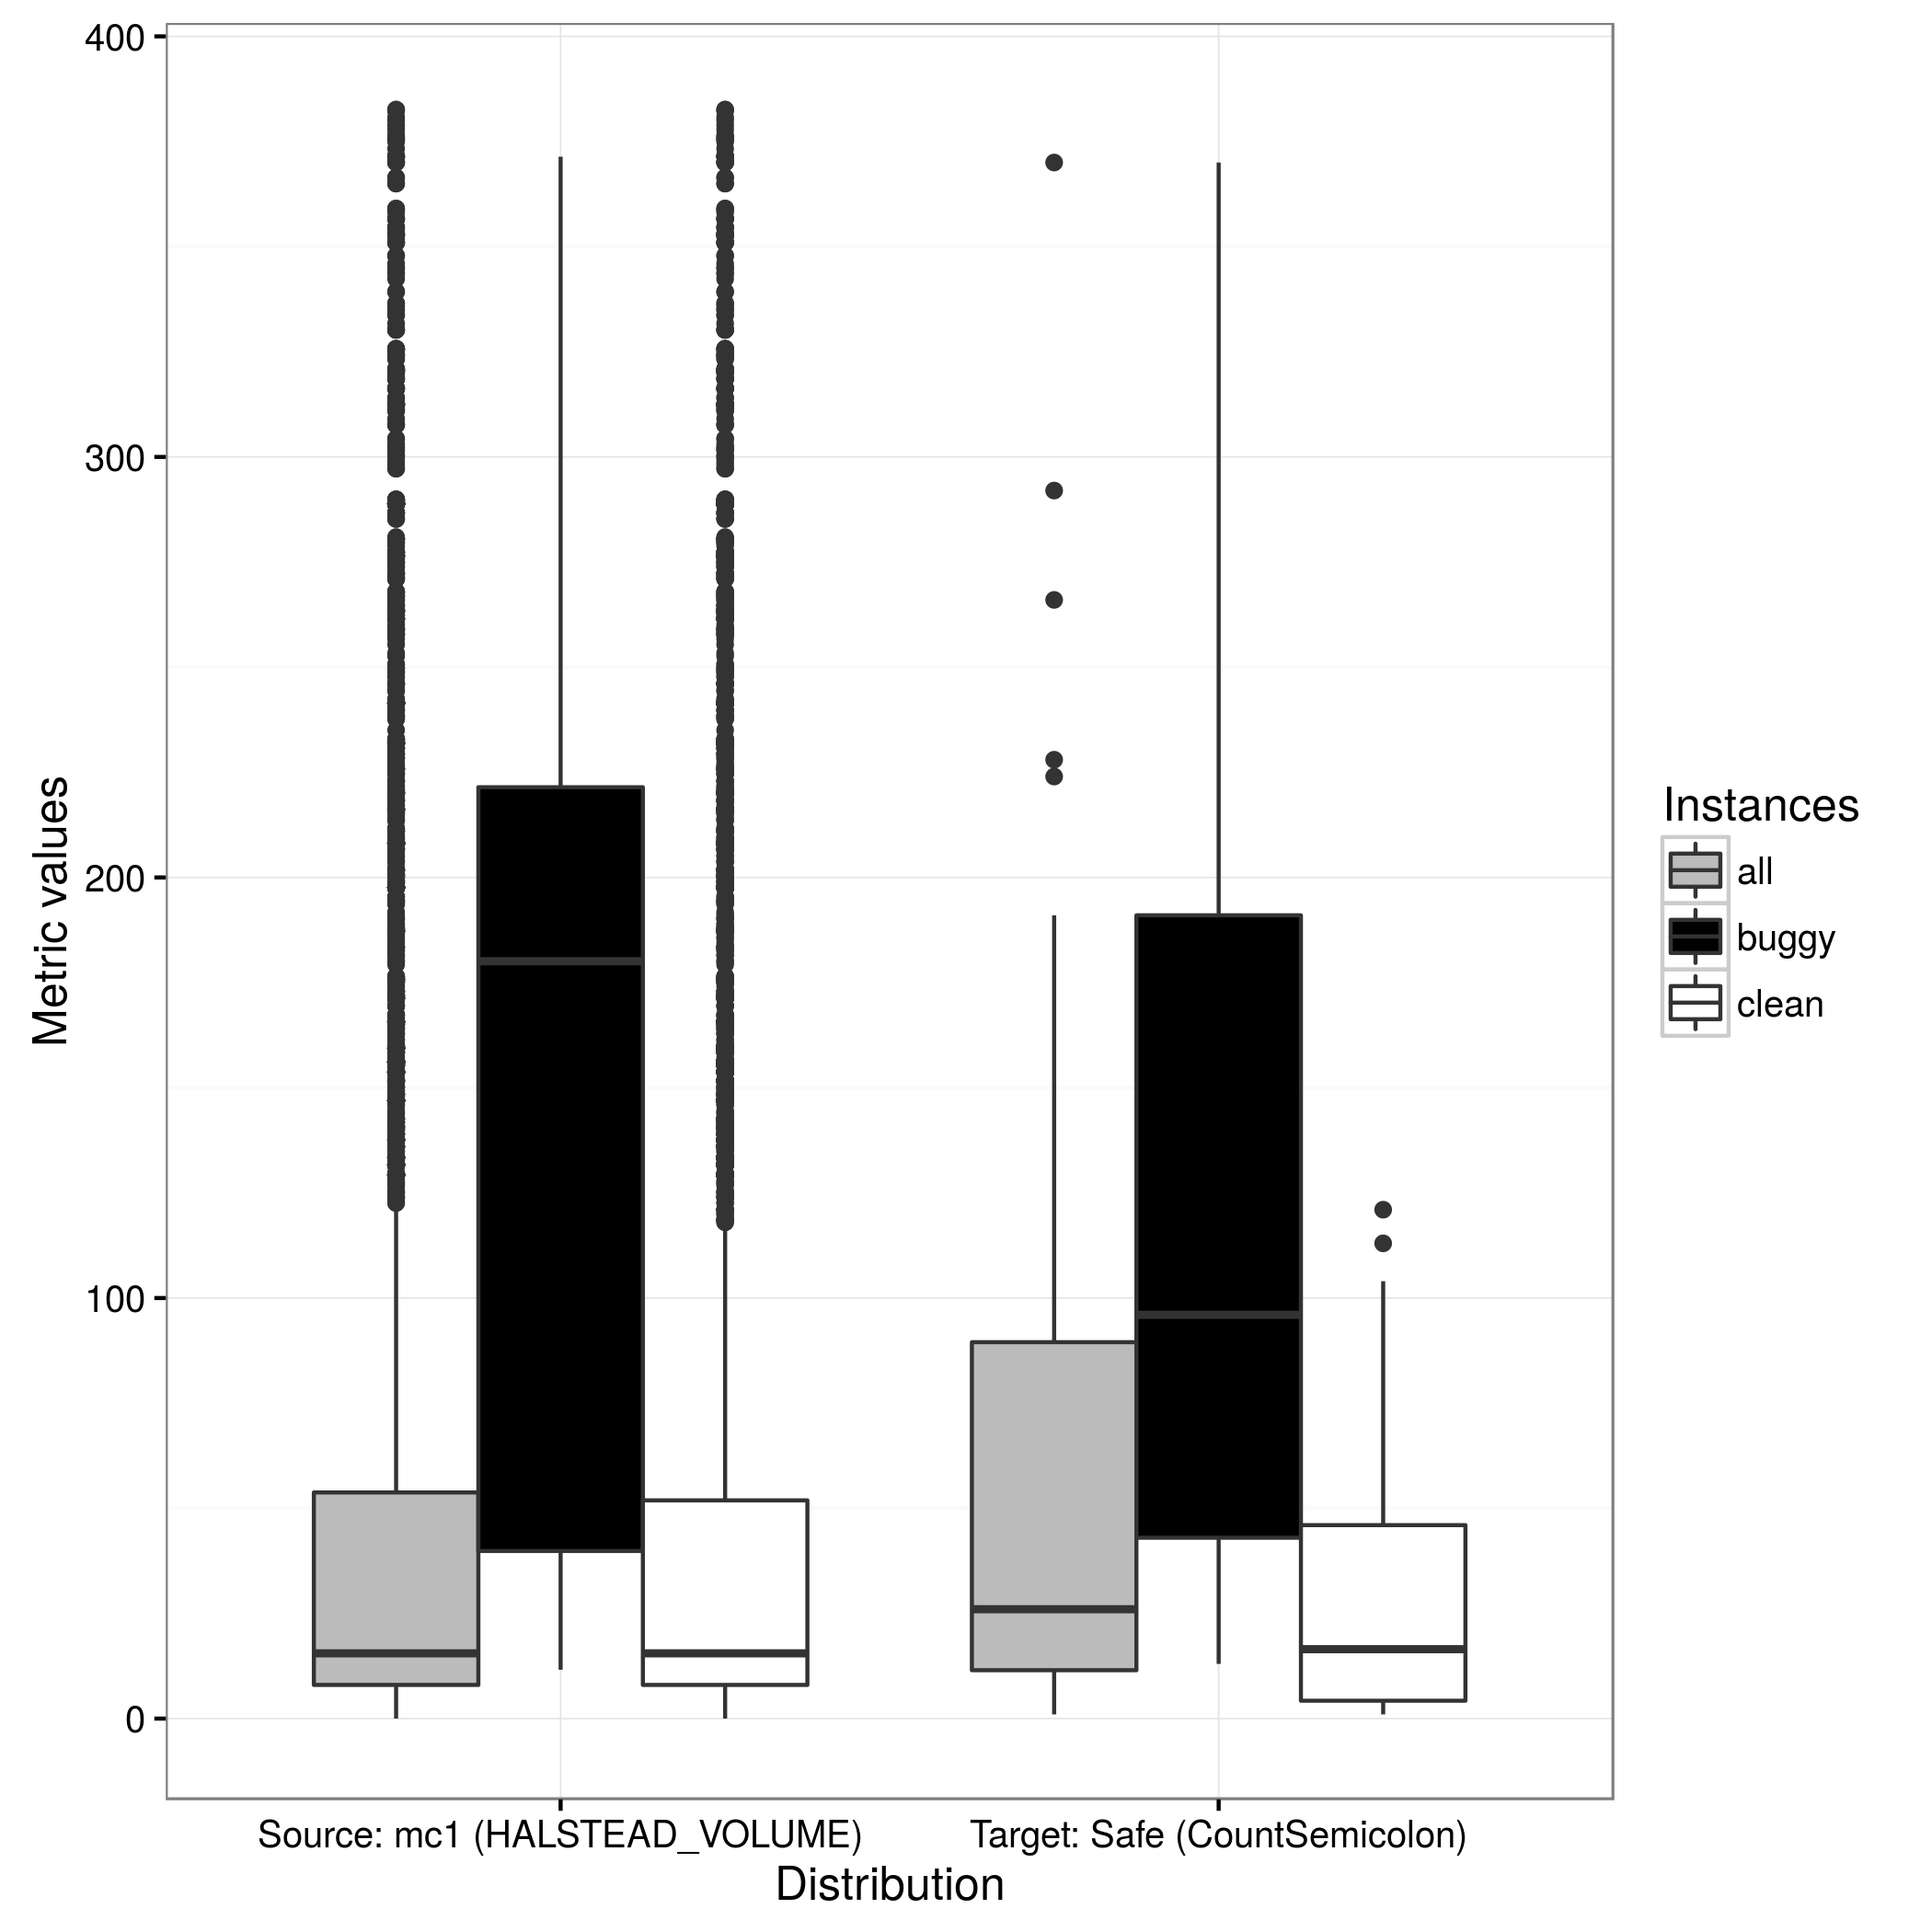 400
300
200
100
0
Metric values
Source: mc1 (HALSTEAD_VOLUME)
Target: Safe (CountSemicolon)
Distribution
Instances
all
buggy
clean